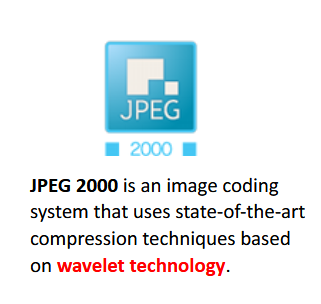 JPEG
2000
JPEG 2000 is an image coding
system that uses state-of-the-art
compression techniques based
on wavelet technology.